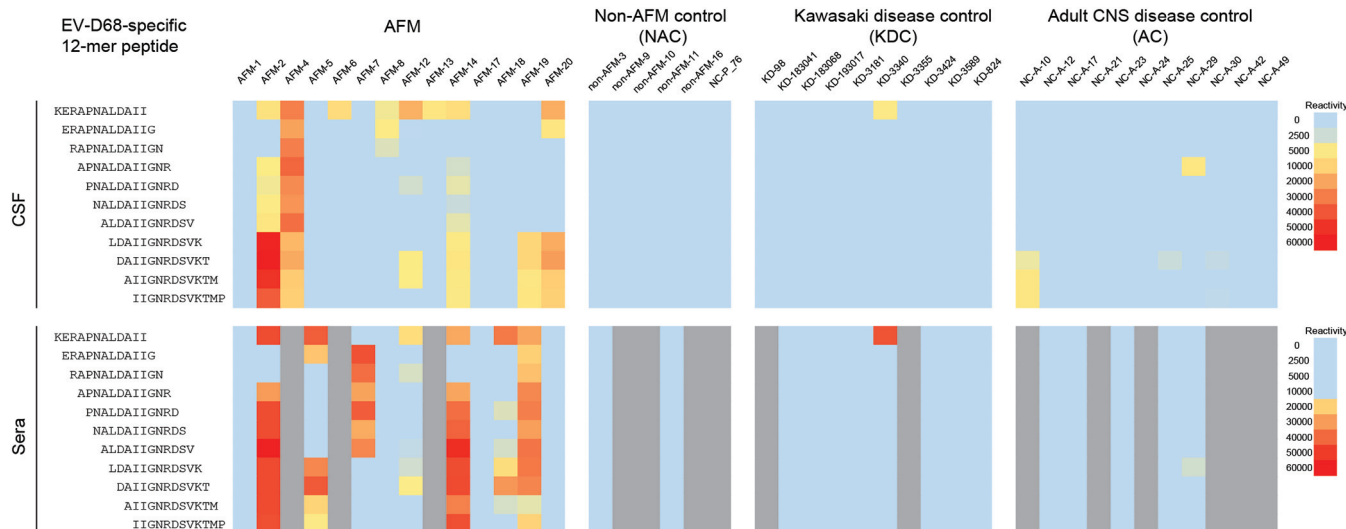 EV-D68-specific
12-mer peptide
AFM
Non-AFM control
(NAC)
Kawasaki disease control
(KDC)
Adult CNS disease control
(AC)
AFM-1
AFM-2
AFM-4
AFM-5
AFM-6
AFM-7
AFM-8
AFM-12
AFM-13
AFM-14
AFM-17
AFM-18
AFM-19
AFM-20
non-AFM-3
non-AFM-9
non-AFM-10
non-AFM-11
non-AFM-16
NC-P_76
KD-98
KD-183041
KD-183068
KD-193017
KD-3181
KD-3340
KD-3355
KD-3424
KD-3589
KD-824
NC-A-10
NC-A-12
NC-A-17
NC-A-21
NC-A-23
NC-A-24
NC-A-25
NC-A-29
NC-A-30
NC-A-42
NC-A-49
CSF
KERAPNALDAII
ERAPNALDAIIG
RAPNALDAIIGN
APNALDAIIGNR
PNALDAIIGNRD
NALDAIIGNRDS
ALDAIIGNRDSV
LDAIIGNRDSVK
DAIIGNRDSVKT
AIIGNRDSVKTM
IIGNRDSVKTMP
Reactivity
0
2500
5000
10000
20000
30000
40000
50000
60000
Sera
KERAPNALDAII
ERAPNALDAIIG
RAPNALDAIIGN
APNALDAIIGNR
PNALDAIIGNRD
NALDAIIGNRDS
ALDAIIGNRDSV
LDAIIGNRDSVK
DAIIGNRDSVKT
AIIGNRDSVKTM
IIGNRDSVKTMP
Reactivity
0
2500
5000
10000
20000
30000
40000
50000
60000